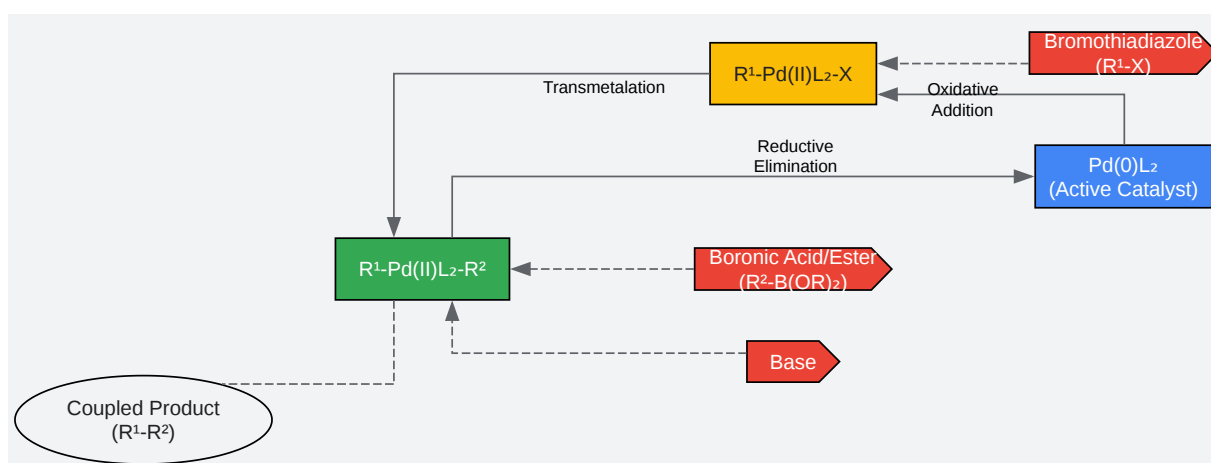 Bromothiadiazole
(R¹-X)
R¹-Pd(II)L₂-X
Transmetalation
Oxidative
Addition
Reductive
Elimination
Pd(0)L₂
(Active Catalyst)
R¹-Pd(II)L₂-R²
Boronic Acid/Ester
(R²-B(OR)₂)
Base
Coupled Product
(R¹-R²)